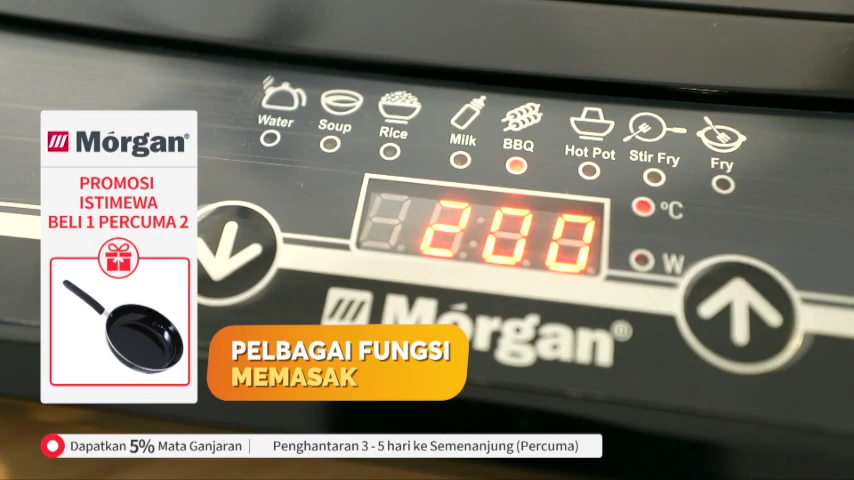 Water Soup Rice Milk BBQ Hot Pot Stir Fry Fry
200
ºC
W
Mórgan®
Mórgan®
PROMOSI
ISTIMEWA
BELI 1 PERCUMA 2
PELBAGAI FUNGSI
MEMASAK
Dapatkan 5% Mata Ganjaran | Penghantaran 3 - 5 hari ke Semenanjung (Percuma)